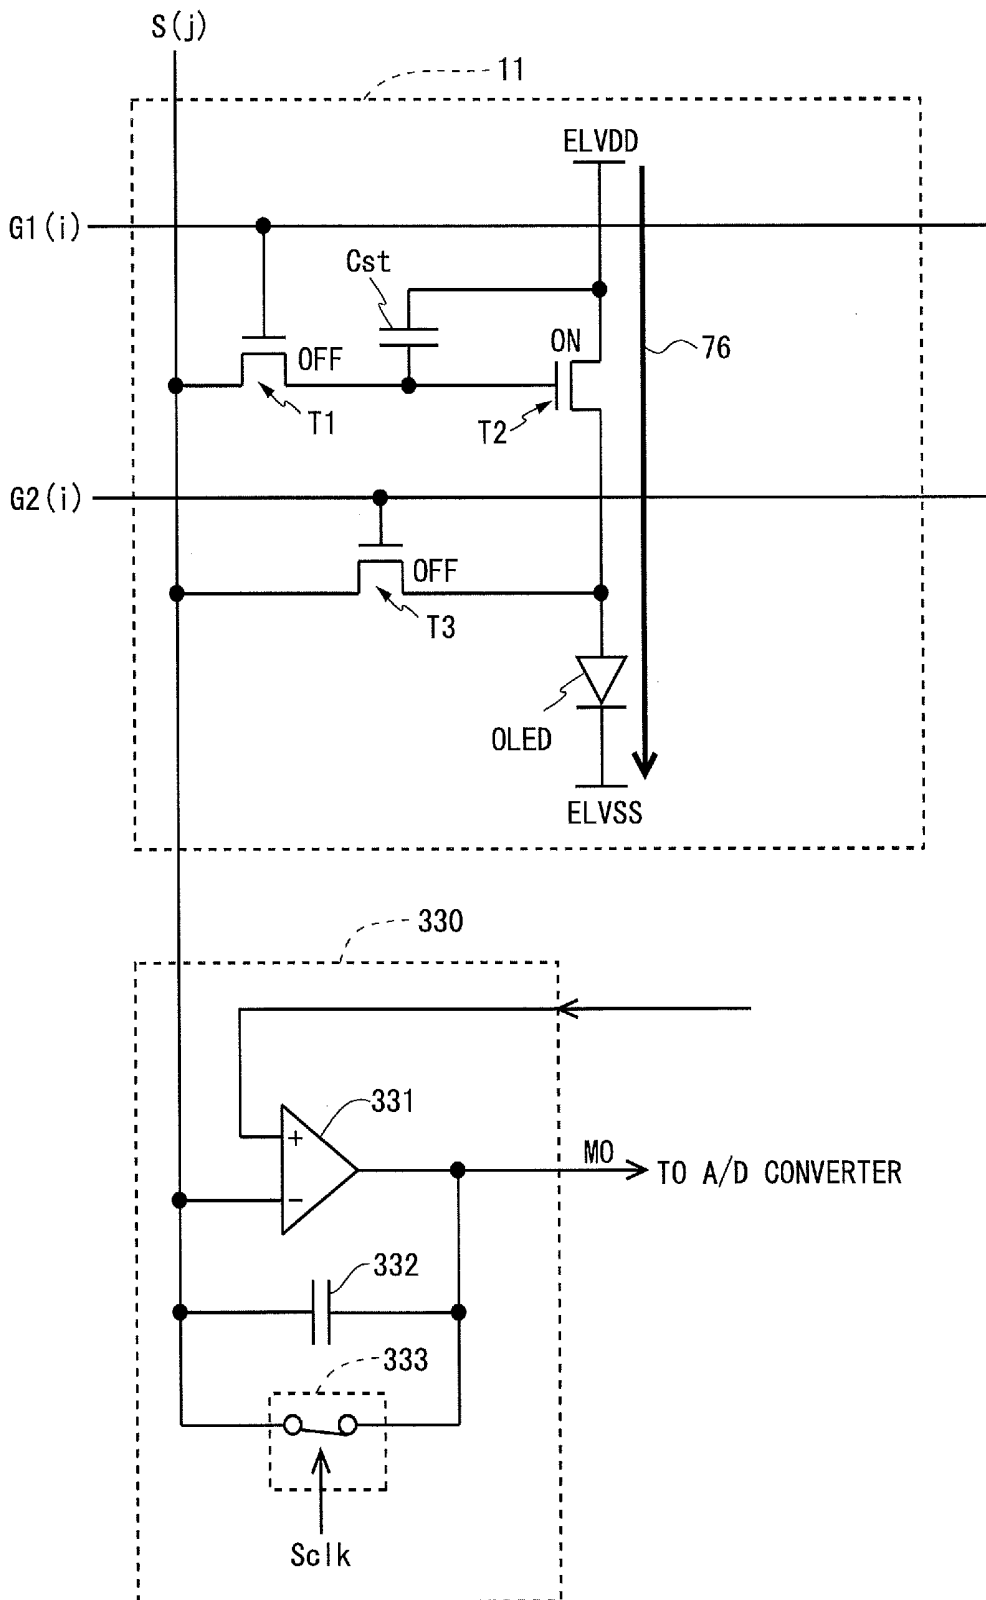 S(j)
11
ELVDD
G1(i)
Cst
ON
OFF
76
T1
T2
G2(i)
OFF
T3
OLED
ELVSS
330
331
+
MO
TO A/D CONVERTER
−
332
333
Sclk